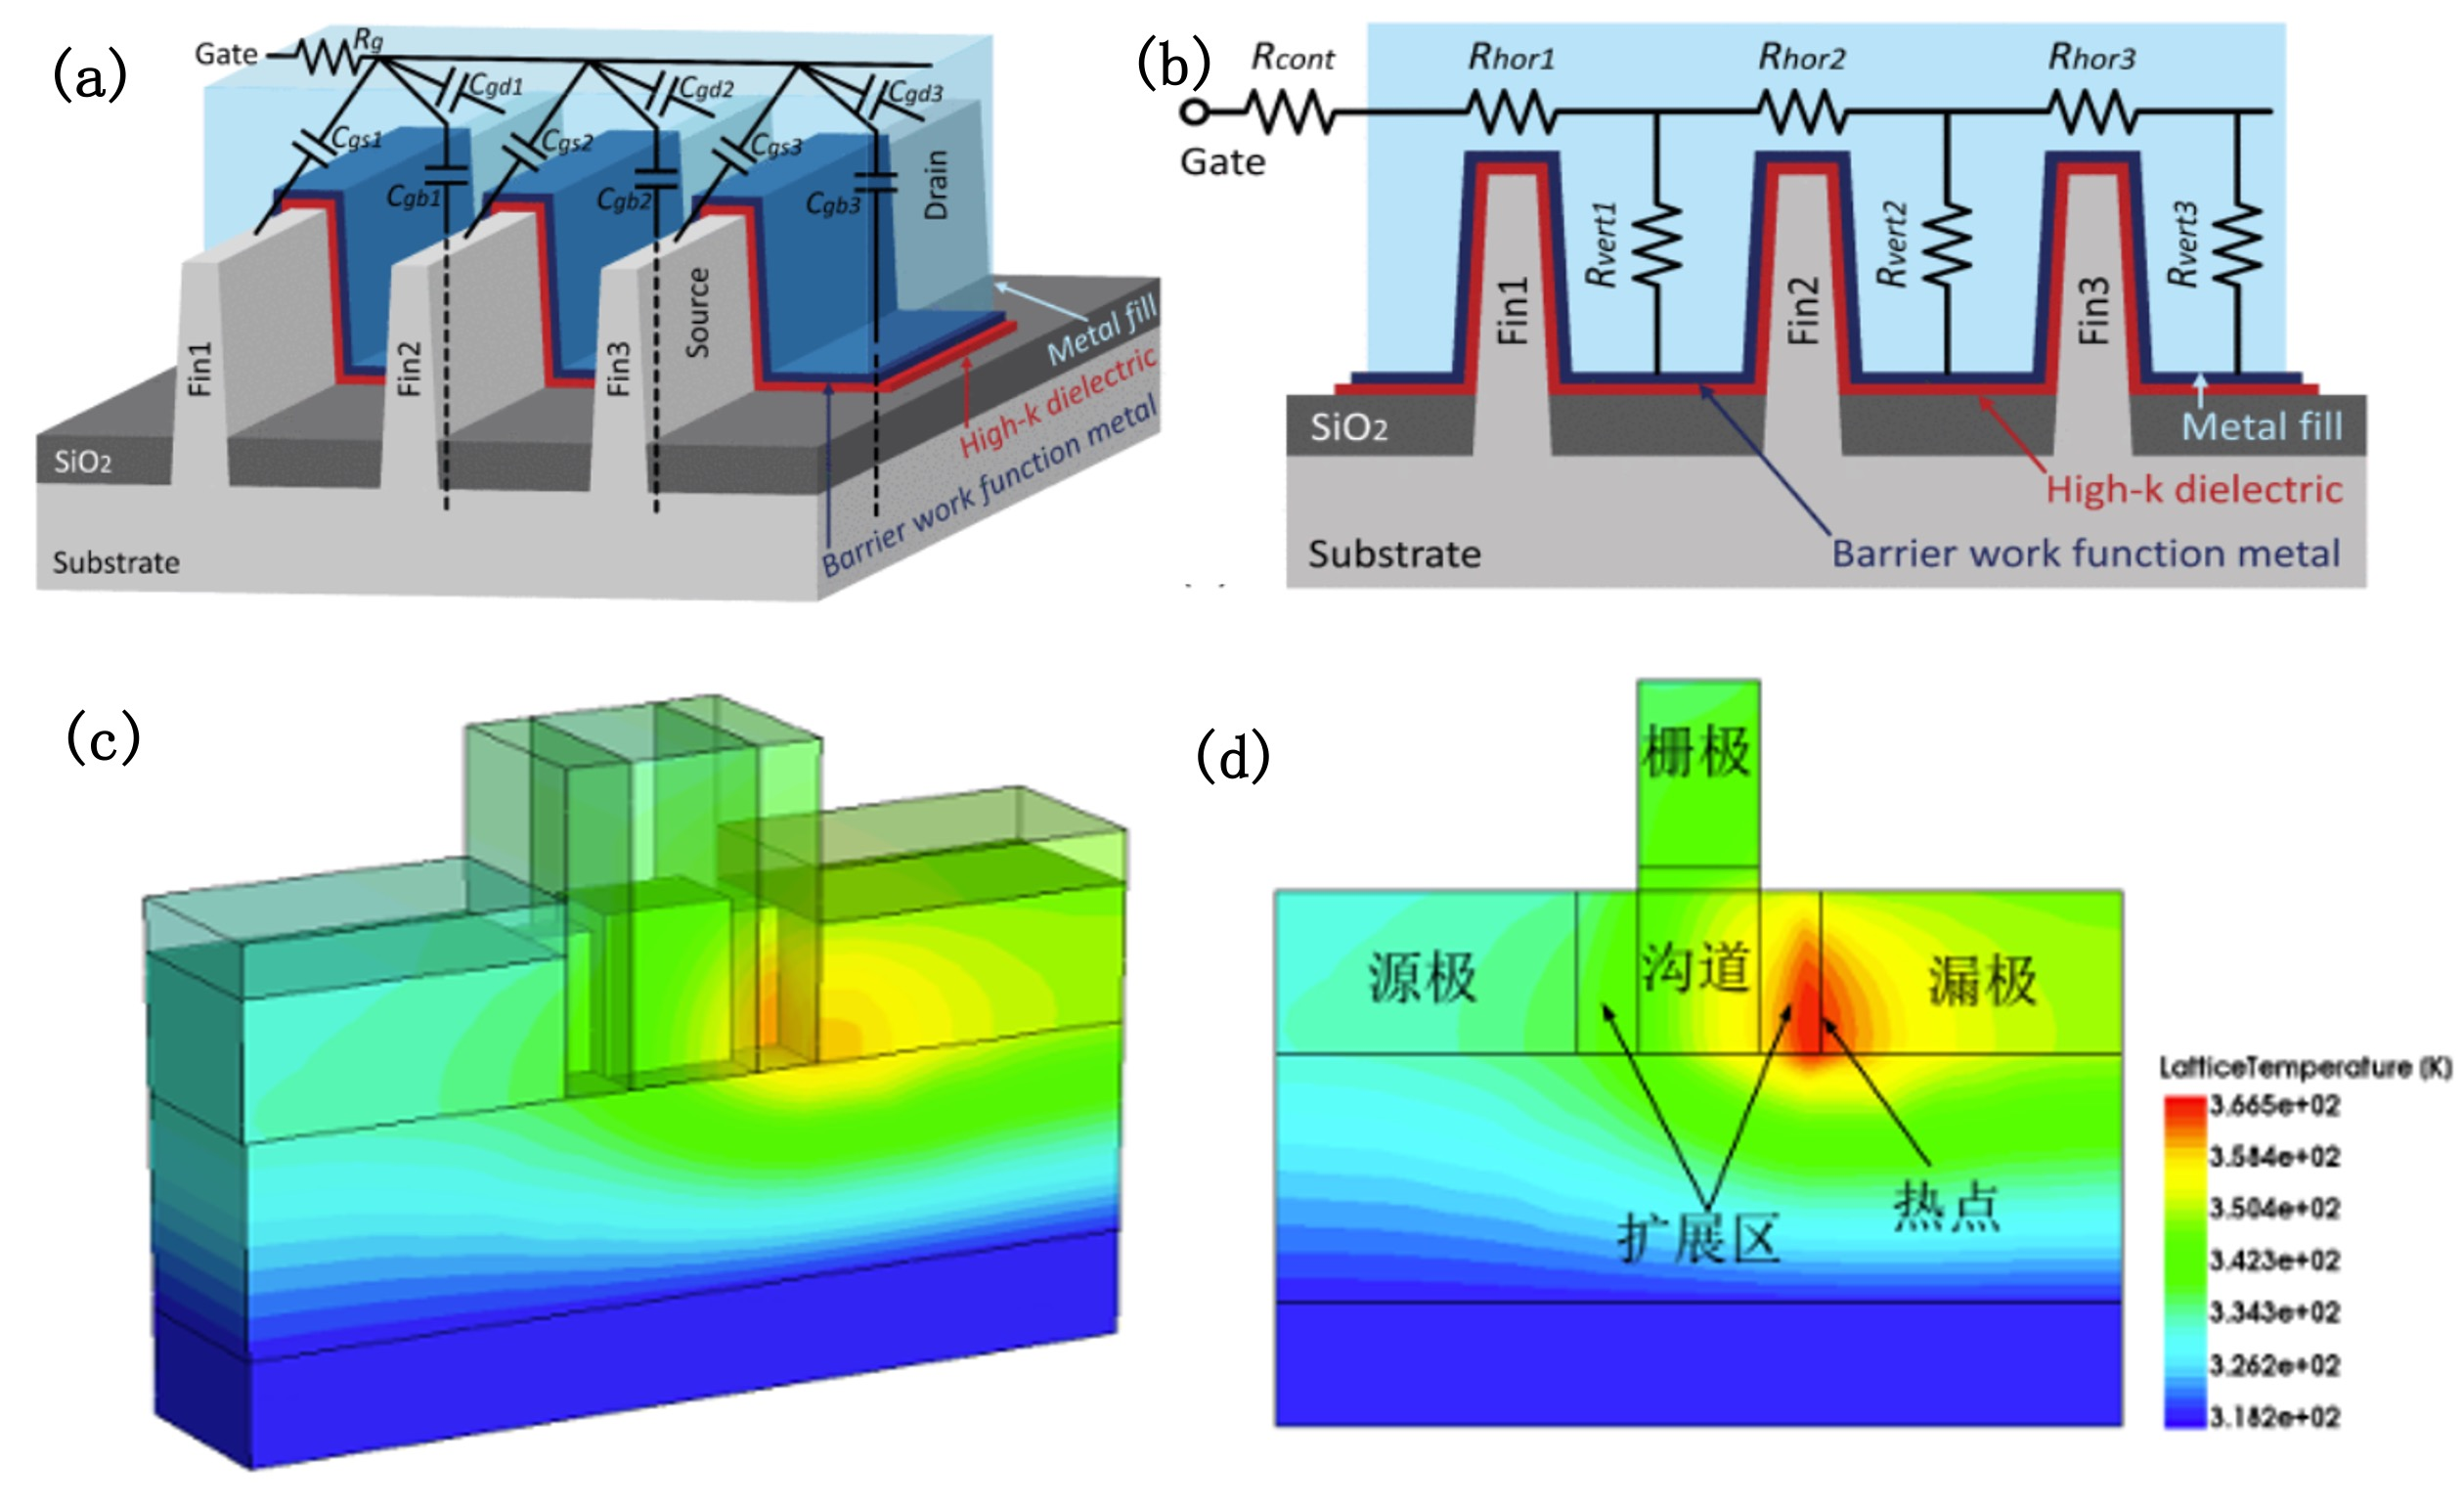 (a)
Gate
Rg
Cgd1
Cgd2
Cgd3
Cgs1
Cgs2
Cgs3
Cgb1
Cgb2
Cgb3
Drain
Source
Fin1
Fin2
Fin3
Metal fill
High-k dielectric
Barrier work function metal
SiO2
Substrate
(b)
Rcont
Rhor1
Rhor2
Rhor3
Gate
Rvert1
Rvert2
Rvert3
Fin1
Fin2
Fin3
SiO2
Metal fill
High-k dielectric
Barrier work function metal
Substrate
(c)
(d)
栅极
源极
沟道
漏极
扩展区
热点
LatticeTemperature (K)
3.665e+02
3.584e+02
3.504e+02
3.423e+02
3.343e+02
3.262e+02
3.182e+02